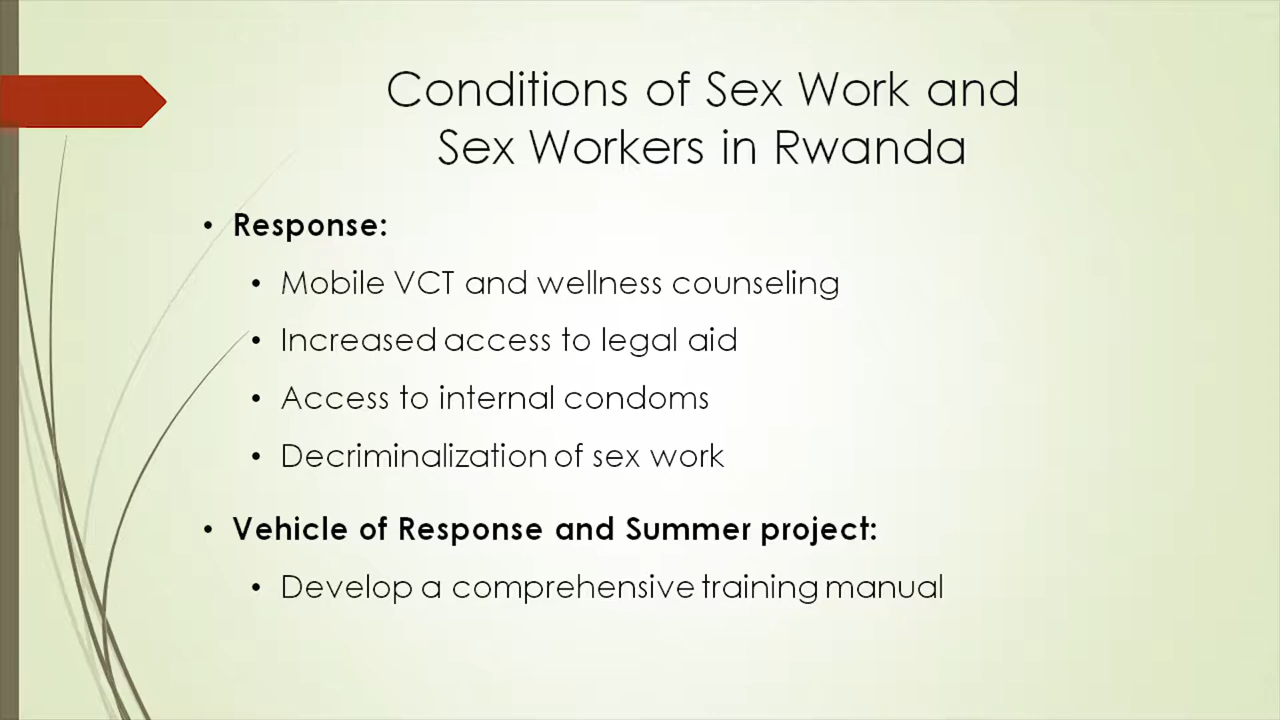 Conditions of Sex Work and
Sex Workers in Rwanda
• Response:
• Mobile VCT and wellness counseling
• Increased access to legal aid
• Access to internal condoms
• Decriminalization of sex work
• Vehicle of Response and Summer project:
• Develop a comprehensive training manual